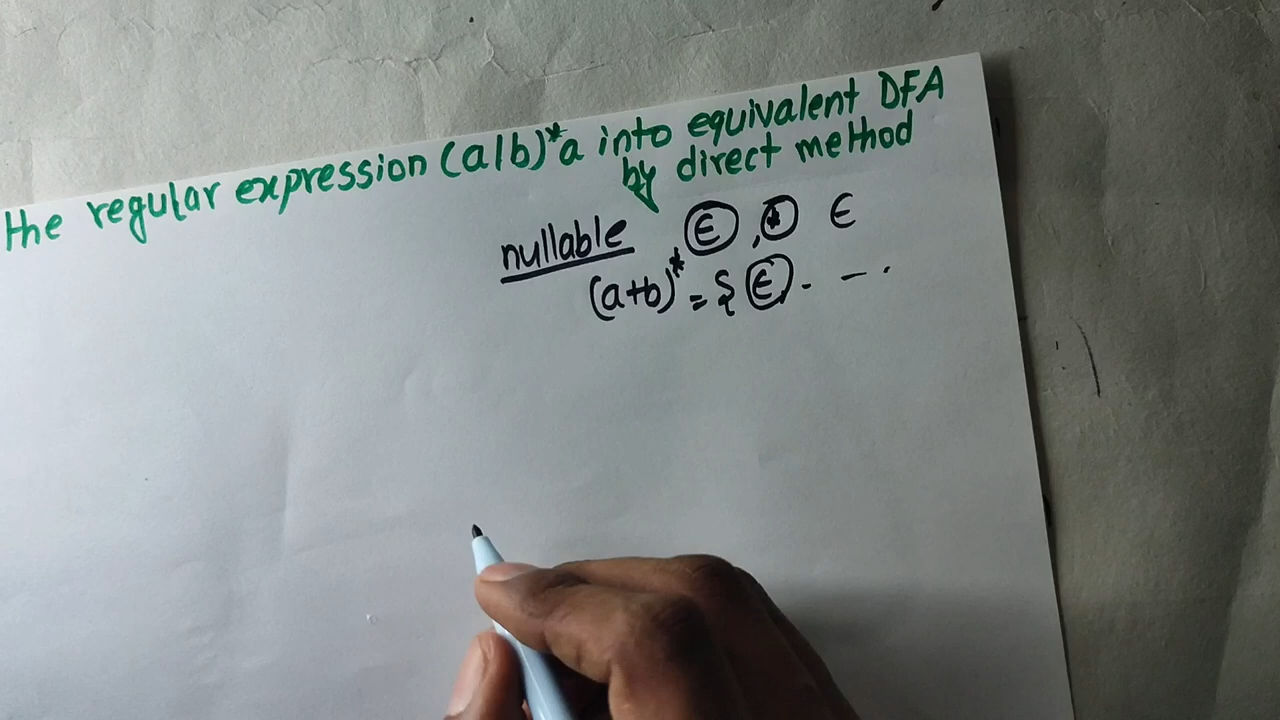 the regular expression (a/b)*a into equivalent DFA
by direct method
nullable ϵ , * ϵ
(a+b)* = { ϵ . - .